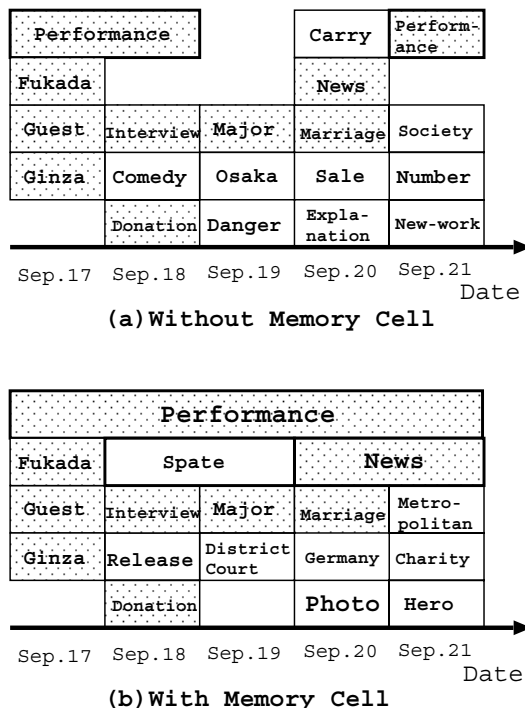 Performance Carry Perform-
ance
Fukada News
Guest Interview Major Marriage Society
Ginza Comedy Osaka Sale Number
Donation Danger Expla-
nation New-work
Sep.17 Sep.18 Sep.19 Sep.20 Sep.21
Date
(a)Without Memory Cell
Performance
Fukada Spate News
Guest Interview Major Marriage Metro-
politan
Ginza Release District
Court Germany Charity
Donation Photo Hero
Sep.17 Sep.18 Sep.19 Sep.20 Sep.21
Date
(b)With Memory Cell